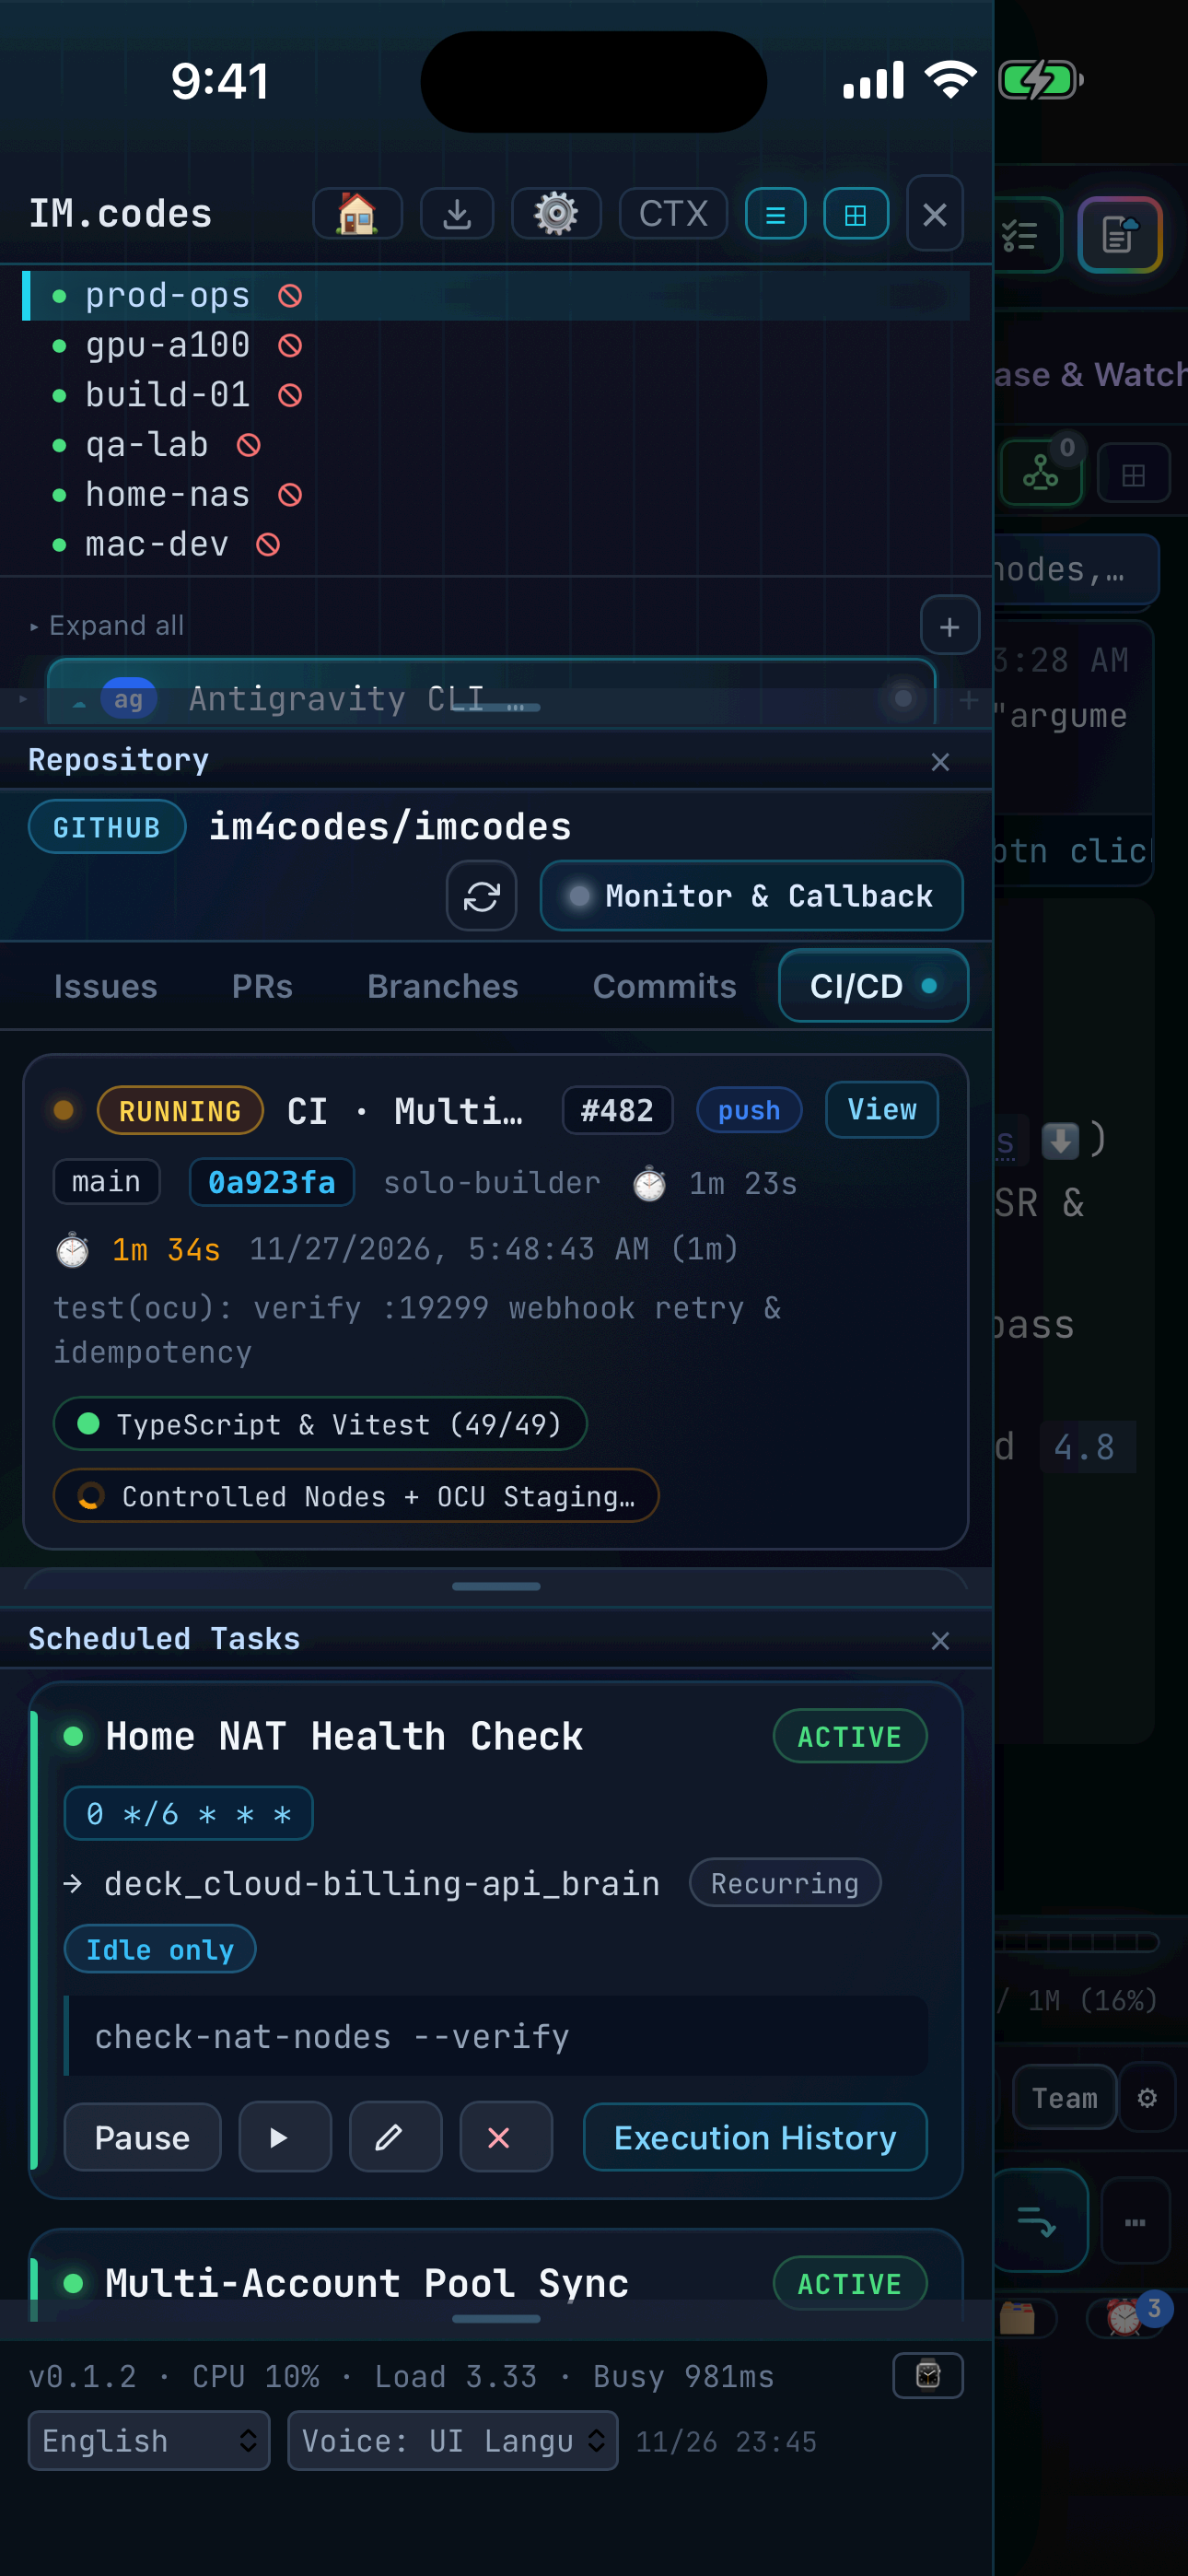 9:41
IM.codes CTX
prod-ops
ase & Watch
gpu-a100
build-01
qa-lab
0
home-nas
mac-dev
nodes,…
Expand all +
3:28 AM
ag Antigravity CLI … +
"argume
Repository ×
GITHUB im4codes/imcodes
btn clic
Monitor & Callback
Issues PRs Branches Commits CI/CD
RUNNING CI · Multi… #482 push View
s )
main 0a923fa solo-builder 1m 23s
SR &
1m 34s 11/27/2026, 5:48:43 AM (1m)
test(ocu): verify :19299 webhook retry &
idempotency
pass
TypeScript & Vitest (49/49)
d 4.8
Controlled Nodes + OCU Staging…
Scheduled Tasks ×
Home NAT Health Check ACTIVE
0 */6 * * *
→ deck_cloud-billing-api_brain Recurring
Idle only
/ 1M (16%)
check-nat-nodes --verify
Team
Pause Execution History
…
Multi-Account Pool Sync ACTIVE
3
v0.1.2 · CPU 10% · Load 3.33 · Busy 981ms
English Voice: UI Langu 11/26 23:45